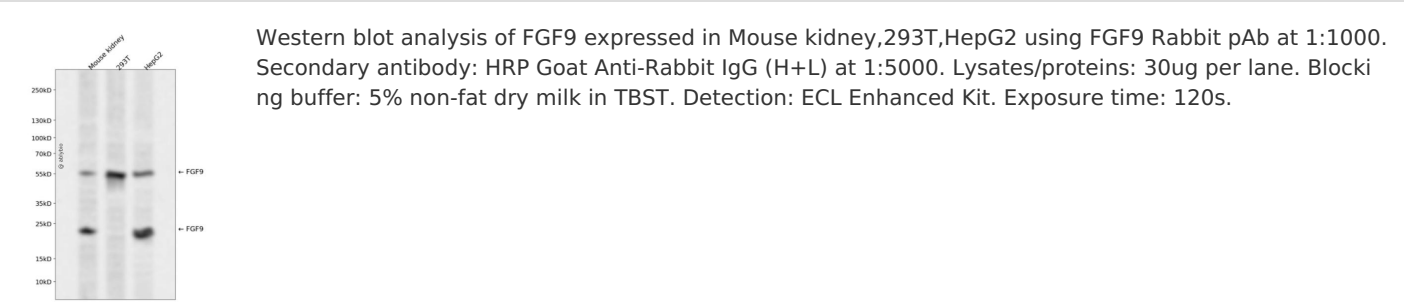 Western blot analysis of FGF9 expressed in Mouse kidney,293T,HepG2 using FGF9 Rabbit pAb at 1:1000.
Secondary antibody: HRP Goat Anti-Rabbit IgG (H+L) at 1:5000. Lysates/proteins: 30ug per lane. Blocki
ng buffer: 5% non-fat dry milk in TBST. Detection: ECL Enhanced Kit. Exposure time: 120s.
Mouse kidney
293T
HepG2
250kD
130kD
100kD
70kD
55kD
← FGF9
35kD
25kD
← FGF9
15kD
10kD